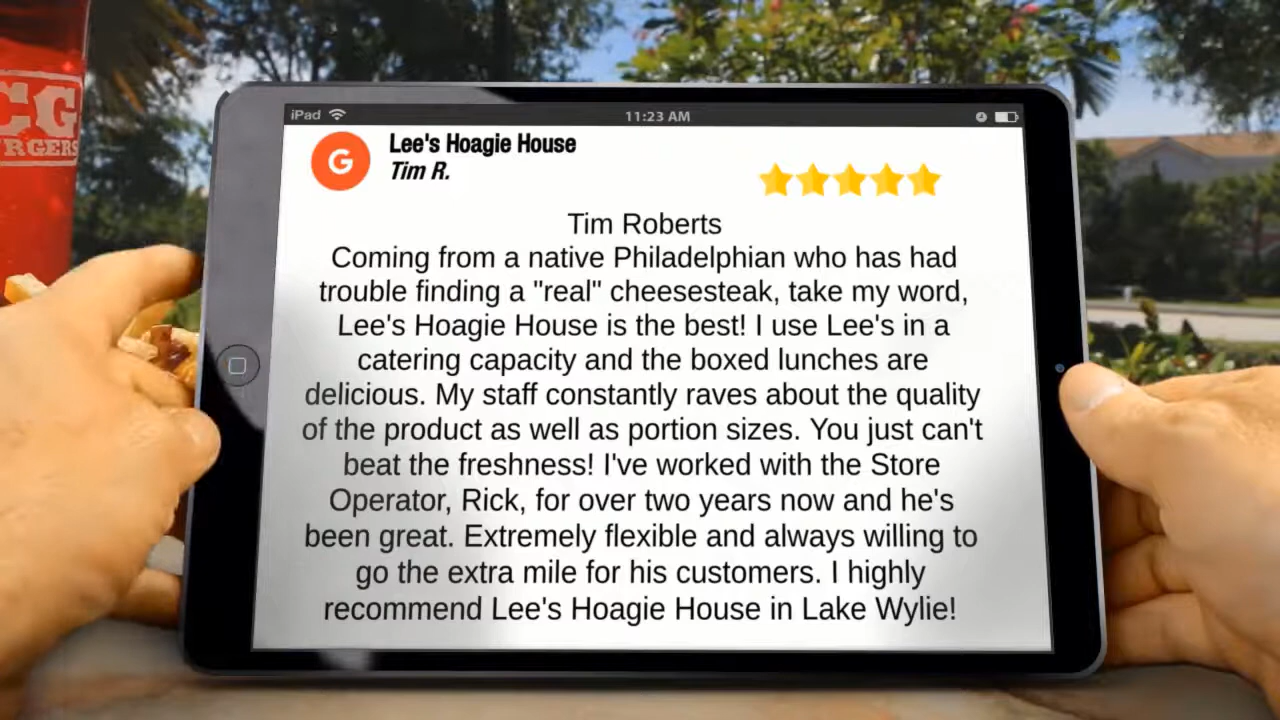 CG
RGERS
iPad
11:23 AM
G
Lee's Hoagie House
Tim R.
Tim Roberts
Coming from a native Philadelphian who has had
trouble finding a "real" cheesesteak, take my word,
Lee's Hoagie House is the best! I use Lee's in a
catering capacity and the boxed lunches are
delicious. My staff constantly raves about the quality
of the product as well as portion sizes. You just can't
beat the freshness! I've worked with the Store
Operator, Rick, for over two years now and he's
been great. Extremely flexible and always willing to
go the extra mile for his customers. I highly
recommend Lee's Hoagie House in Lake Wylie!